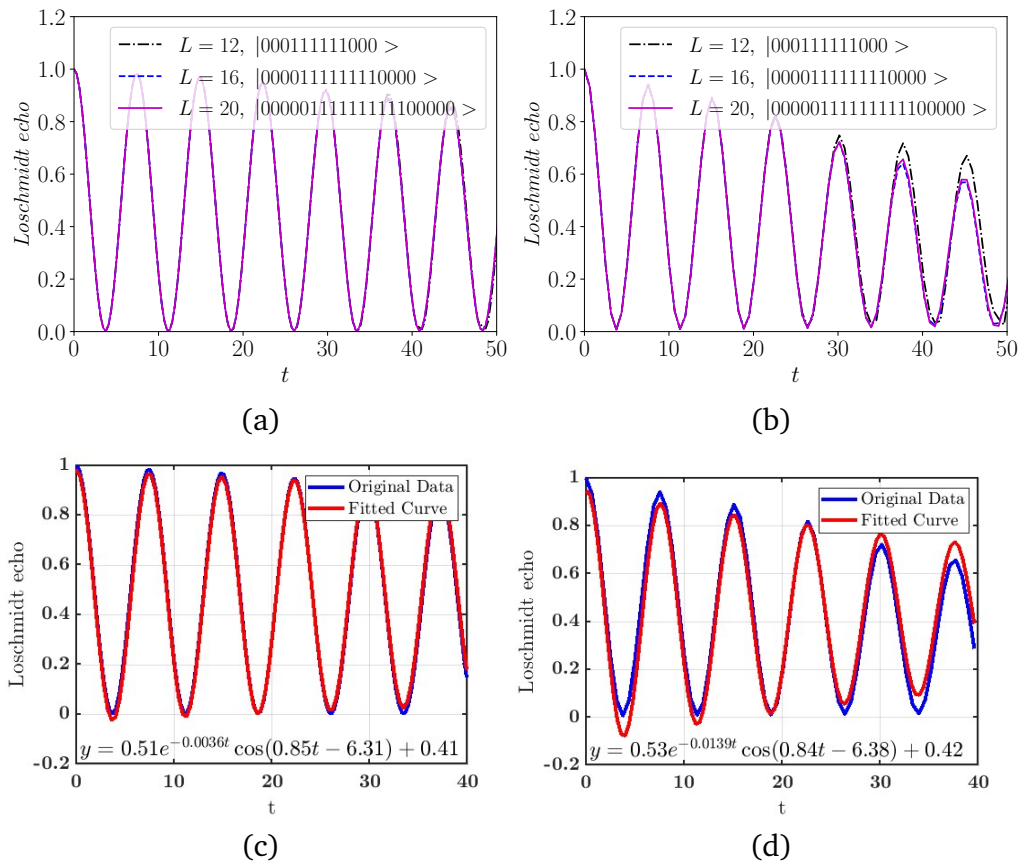 1.2
1.0
0.8
0.6
0.4
0.2
0.0
Loschmidt echo
L = 12, |000111111000 >
L = 16, |0000111111110000 >
L = 20, |00000111111111100000 >
0 10 20 30 40 50
t
(a)
1.2
1.0
0.8
0.6
0.4
0.2
0.0
Loschmidt echo
L = 12, |000111111000 >
L = 16, |0000111111110000 >
L = 20, |00000111111111100000 >
0 10 20 30 40 50
t
(b)
1
0.8
0.6
0.4
0.2
0
-0.2
Loschmidt echo
Original Data
Fitted Curve
y = 0.51e^{-0.0036t} cos(0.85t − 6.31) + 0.41
0 10 20 30 40
t
(c)
1
0.8
0.6
0.4
0.2
0
-0.2
Loschmidt echo
Original Data
Fitted Curve
y = 0.53e^{-0.0139t} cos(0.84t − 6.38) + 0.42
0 10 20 30 40
t
(d)